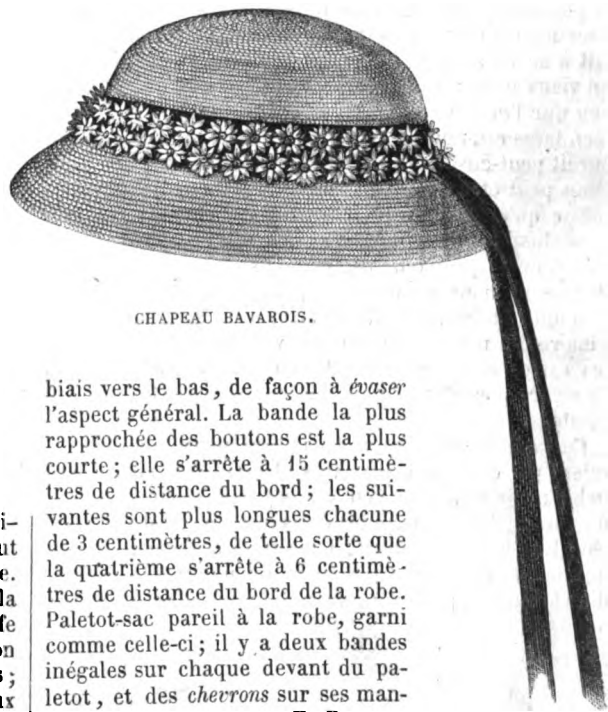 CHAPEAU BAVAROIS.
biais vers le bas, de façon à évaser
l'aspect général. La bande la plus
rapprochée des boutons est la plus
courte; elle s'arrête à 15 centimè-
tres de distance du bord; les sui-
vantes sont plus longues chacune
de 3 centimètres, de telle sorte que
la quatrième s'arrête à 6 centimè-
tres de distance du bord de la robe.
Paletot-sac pareil à la robe, garni
comme celle-ci; il y a deux bandes
inégales sur chaque devant du pa-
letot, et des chevrons sur ses man-